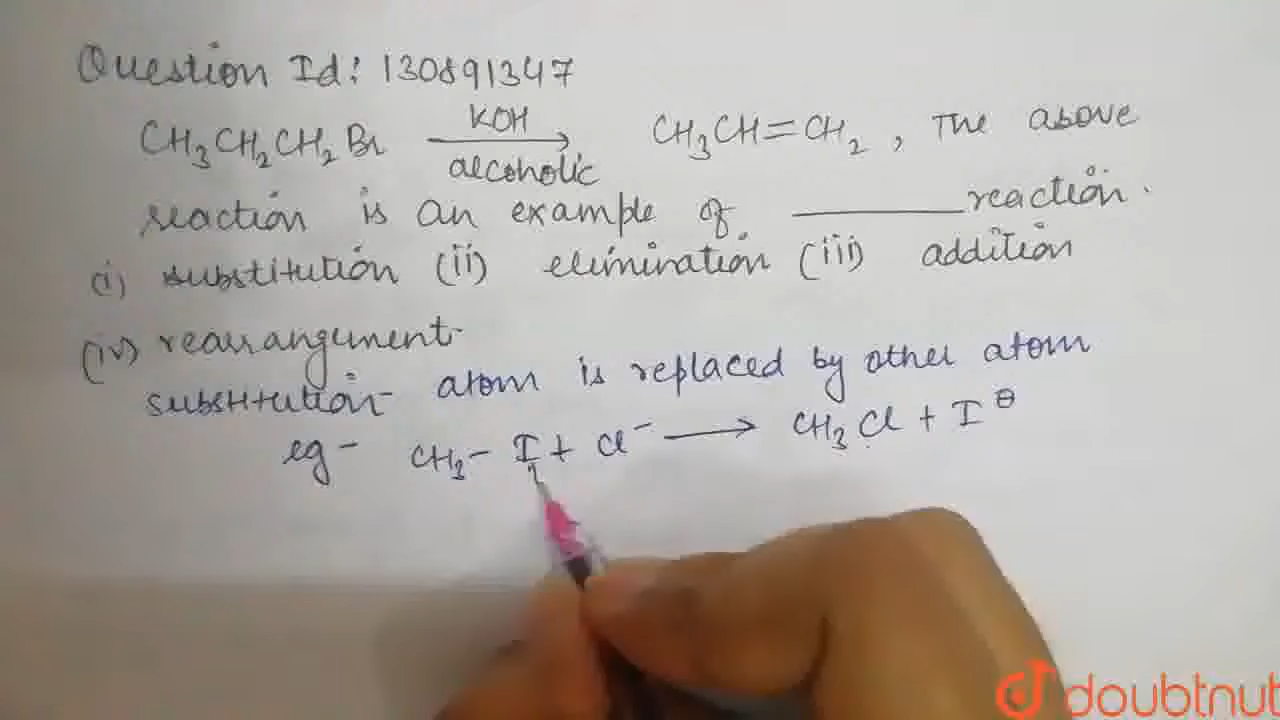 Question Id: 130891347
CH₃CH₂CH₂Br KOH alcoholic → CH₃CH=CH₂, The above
reaction is an example of ________ reaction.
(i) substitution (ii) elimination (iii) addition
(iv) rearrangement
substitution- atom is replaced by other atom
eg- CH₃- I + Cl⁻ → CH₃Cl + I⊖
doubtnut